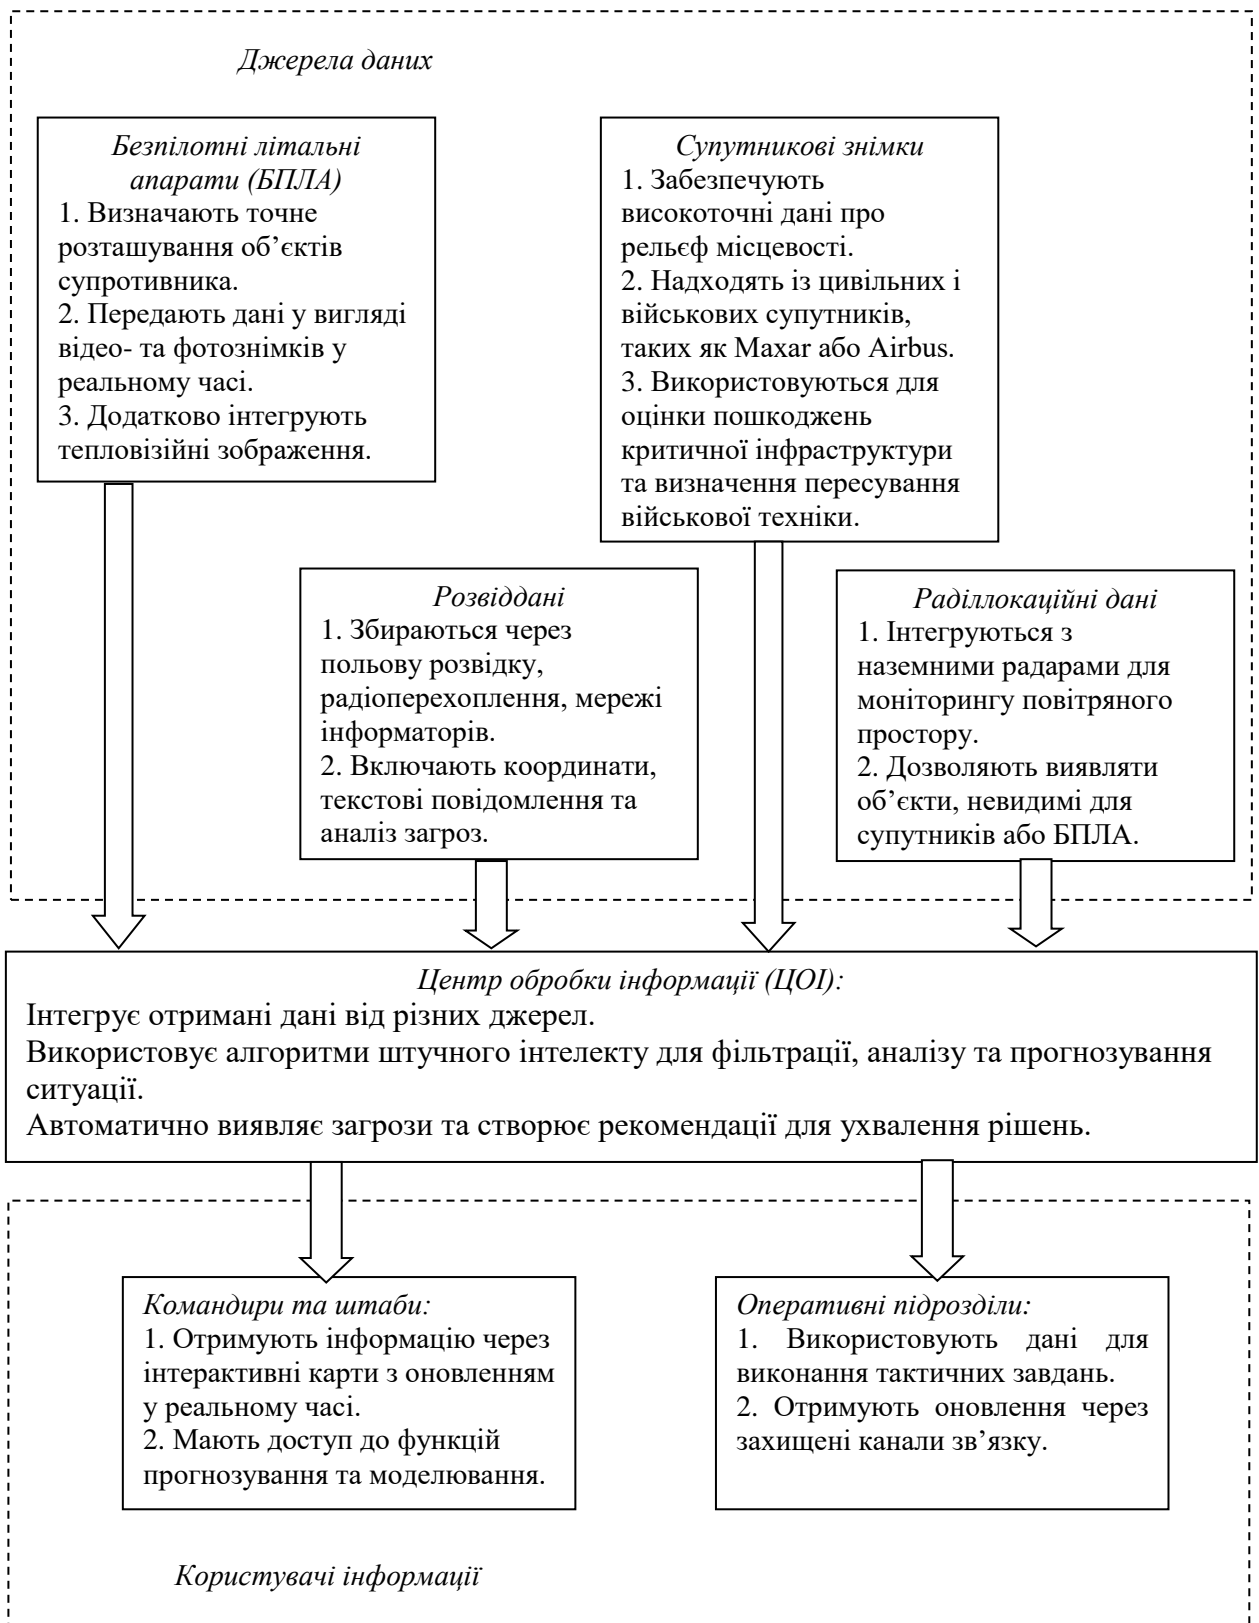 Джерела даних
Безпілотні літальні
апарати (БПЛА)
1. Визначають точне
розташування об’єктів
супротивника.
2. Передають дані у вигляді
відео- та фотознімків у
реальному часі.
3. Додатково інтегрують
тепловізійні зображення.
Супутникові знімки
1. Забезпечують
високоточні дані про
рельєф місцевості.
2. Надходять із цивільних і
військових супутників,
таких як Maxar або Airbus.
3. Використовуються для
оцінки пошкоджень
критичної інфраструктури
та визначення пересування
військової техніки.
Розвіддані
1. Збираються через
польову розвідку,
радіоперехоплення, мережі
інформаторів.
2. Включають координати,
текстові повідомлення та
аналіз загроз.
Раділлокаційні дані
1. Інтегруються з
наземними радарами для
моніторингу повітряного
простору.
2. Дозволяють виявляти
об’єкти, невидимі для
супутників або БПЛА.
Центр обробки інформації (ЦОІ):
Інтегрує отримані дані від різних джерел.
Використовує алгоритми штучного інтелекту для фільтрації, аналізу та прогнозування
ситуації.
Автоматично виявляє загрози та створює рекомендації для ухвалення рішень.
Командири та штаби:
1. Отримують інформацію через
інтерактивні карти з оновленням
у реальному часі.
2. Мають доступ до функцій
прогнозування та моделювання.
Оперативні підрозділи:
1. Використовують дані для
виконання тактичних завдань.
2. Отримують оновлення через
захищені канали зв’язку.
Користувачі інформації